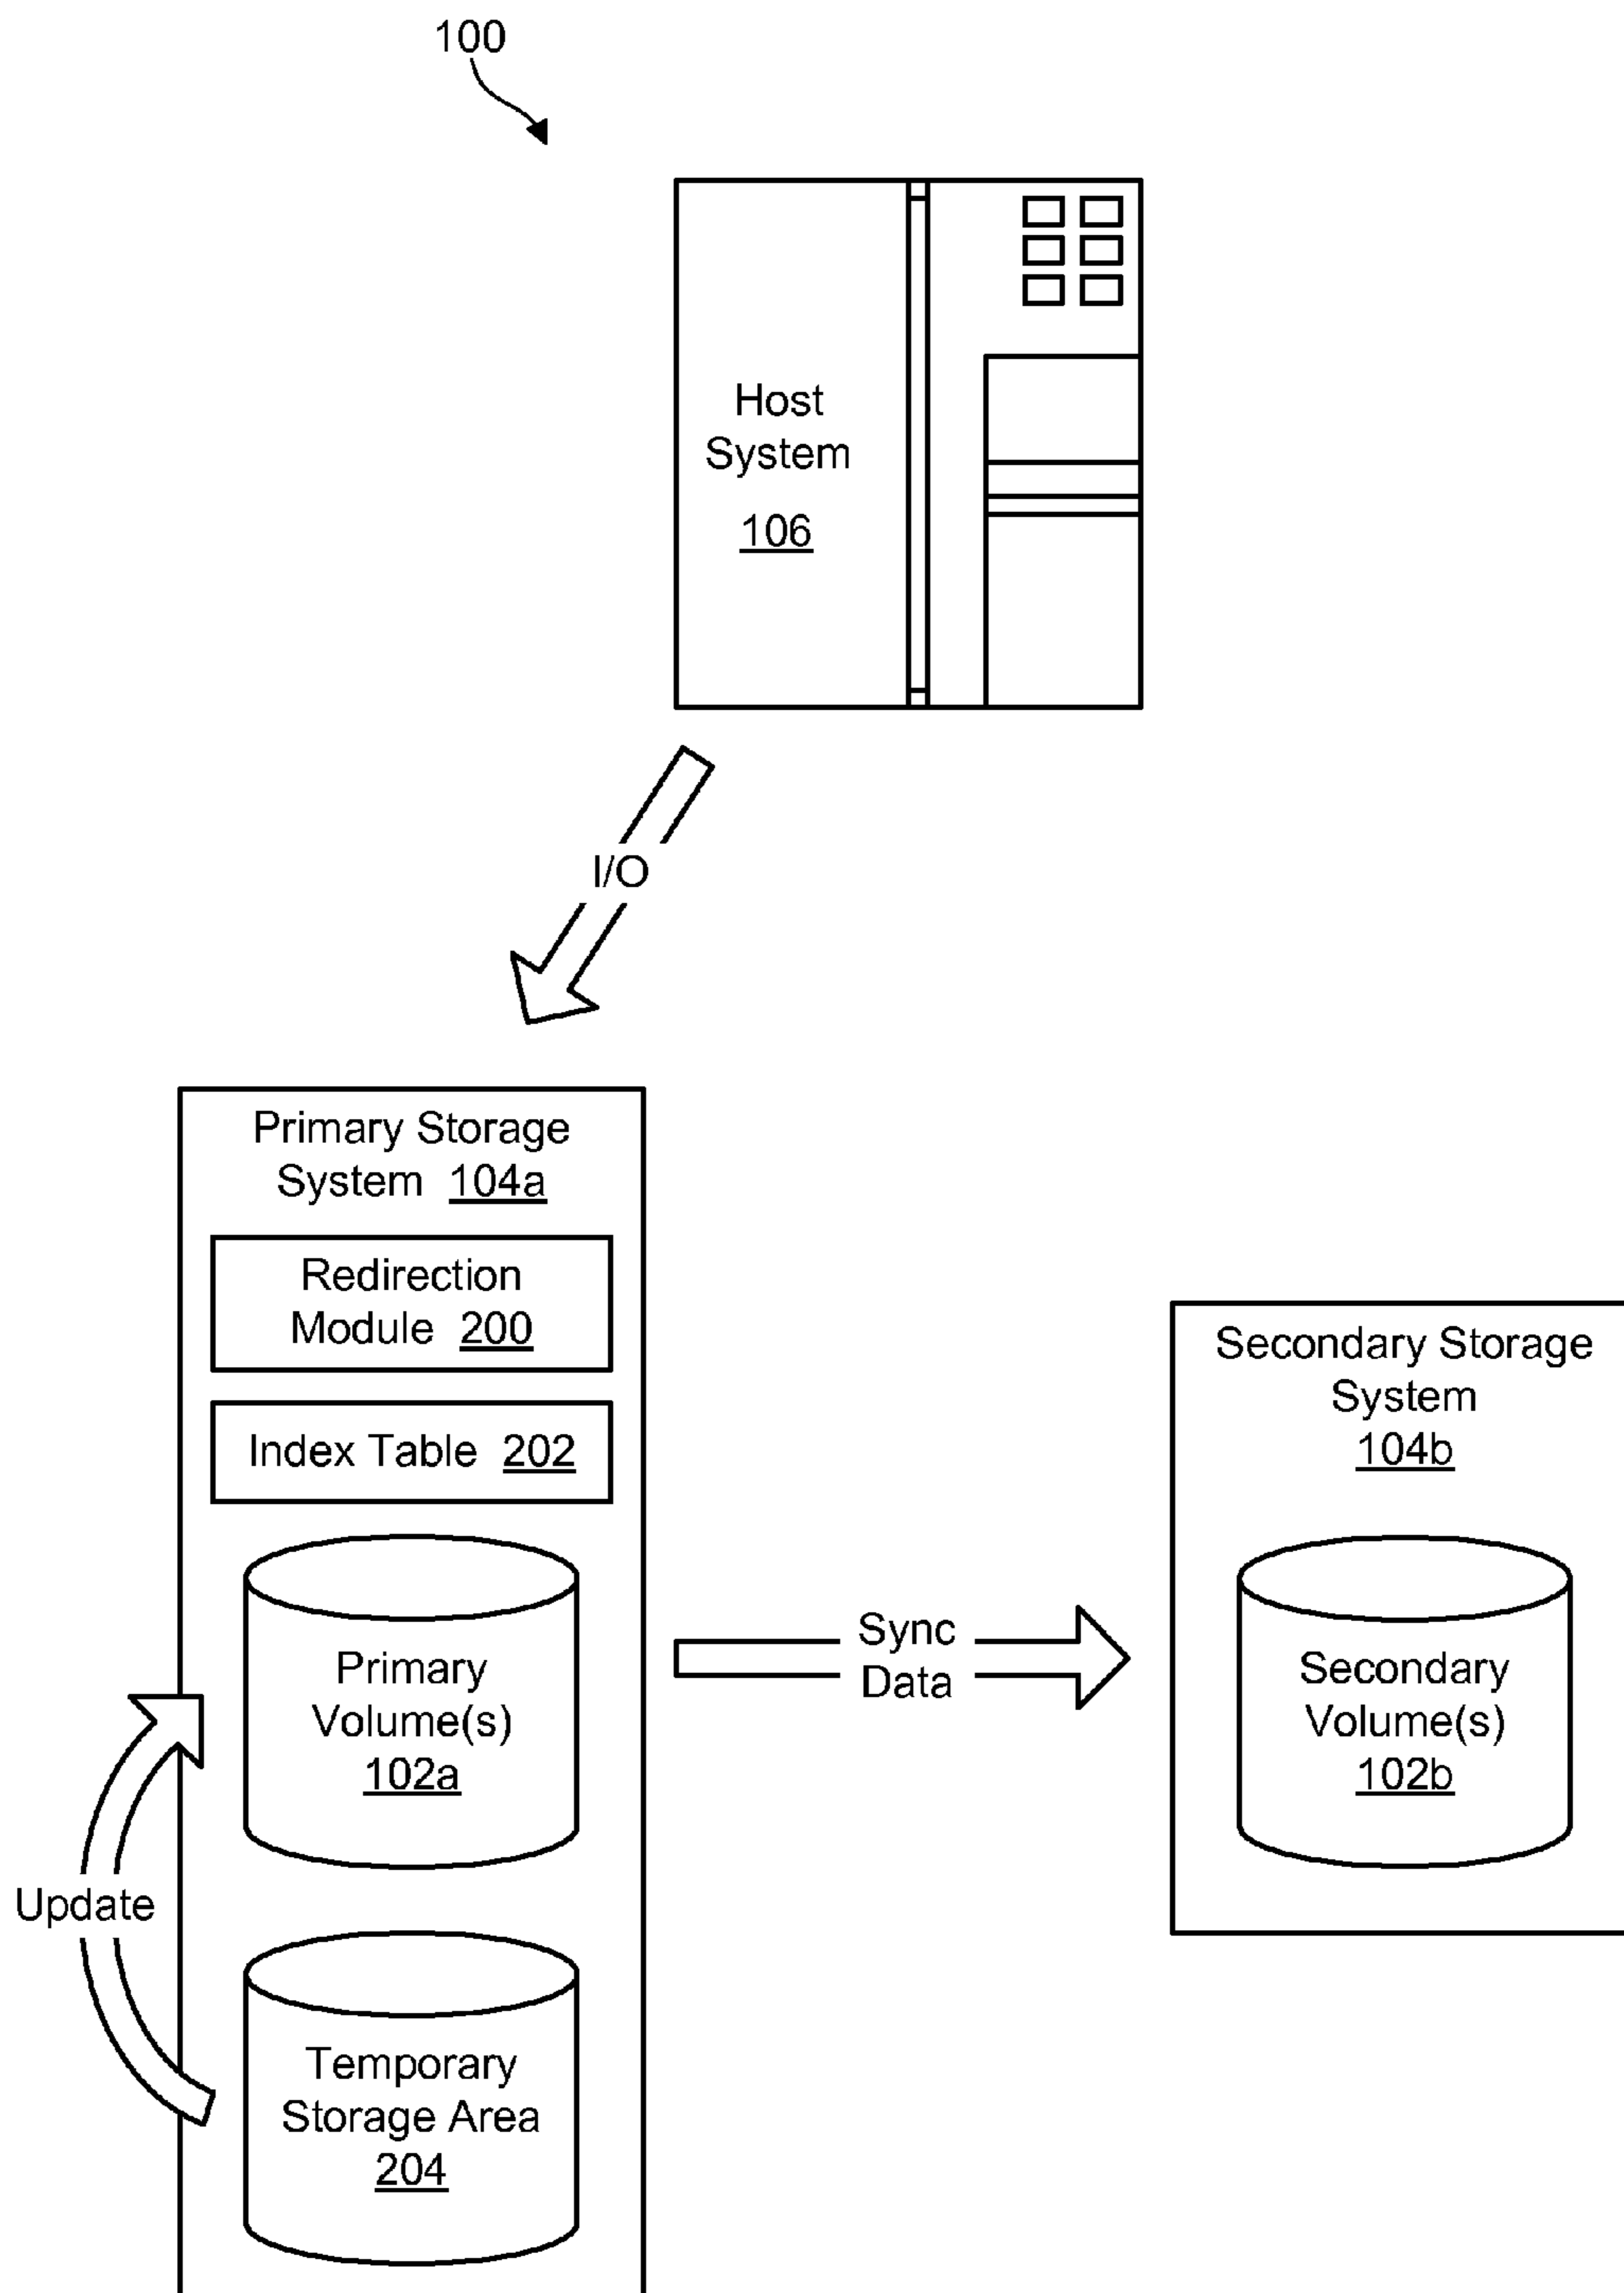 100
Host
System
106
I/O
Primary Storage
System 104a
Redirection
Module 200
Index Table 202
Primary
Volume(s)
102a
Update
Temporary
Storage Area
204
Sync
Data
Secondary Storage
System
104b
Secondary
Volume(s)
102b